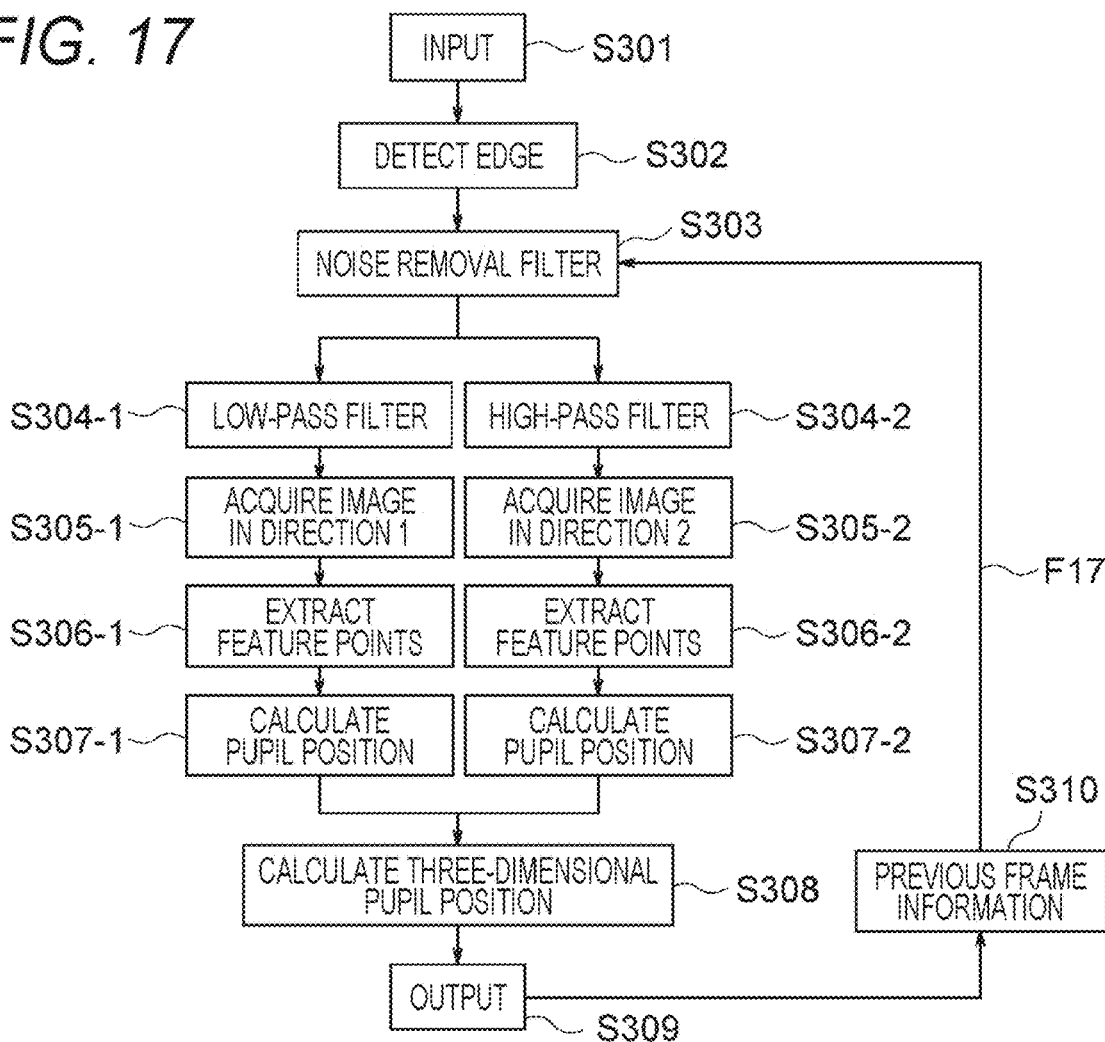 FIG. 17
INPUT
S301
DETECT EDGE
S302
NOISE REMOVAL FILTER
S303
S304-1
LOW-PASS FILTER
HIGH-PASS FILTER
S304-2
S305-1
ACQUIRE IMAGE
IN DIRECTION 1
ACQUIRE IMAGE
IN DIRECTION 2
S305-2
F17
S306-1
EXTRACT
FEATURE POINTS
EXTRACT
FEATURE POINTS
S306-2
S307-1
CALCULATE
PUPIL POSITION
CALCULATE
PUPIL POSITION
S307-2
S310
CALCULATE THREE-DIMENSIONAL
PUPIL POSITION
S308
PREVIOUS FRAME
INFORMATION
OUTPUT
S309